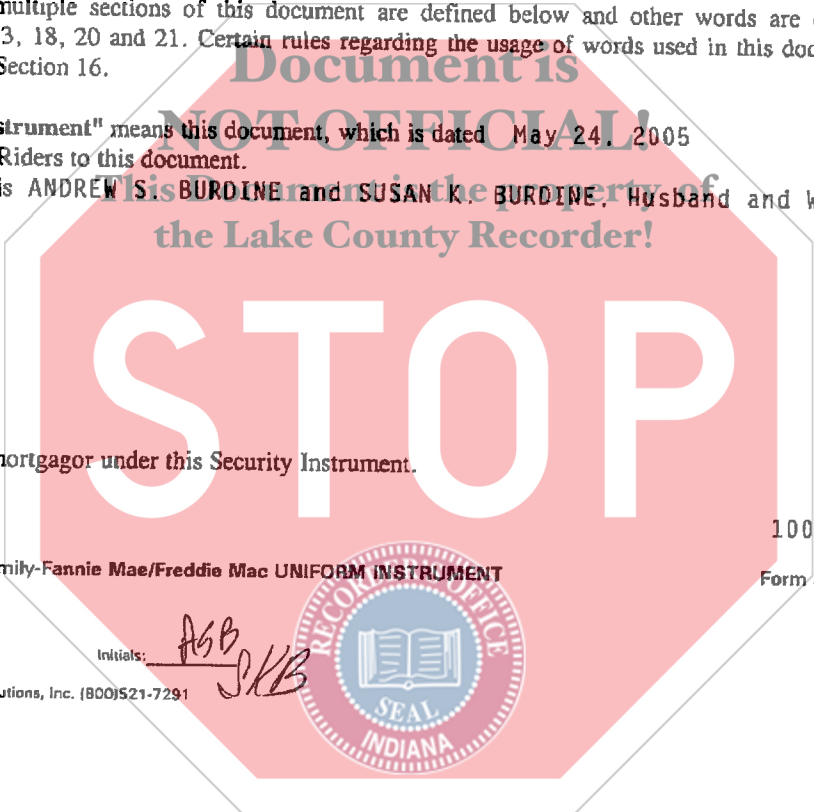 multiple sections of this document are defined below and other words are
3, 18, 20 and 21. Certain rules regarding the usage of words used in this doc
Section 16.
Document is
NOT OFFICIAL!
strument" means this document, which is dated May 24, 2005
Riders to this document.
is ANDREW S. BURDINE and SUSAN K. BURDINE, Husband and W
This Document is the property of
the Lake County Recorder!
STOP
mortgagor under this Security Instrument.
100
mily-Fannie Mae/Freddie Mac UNIFORM INSTRUMENT
Form
Initials: ASB
SKB
utions, Inc. (800)521-7291
RECORDER'S OFFICE
SEAL
INDIANA